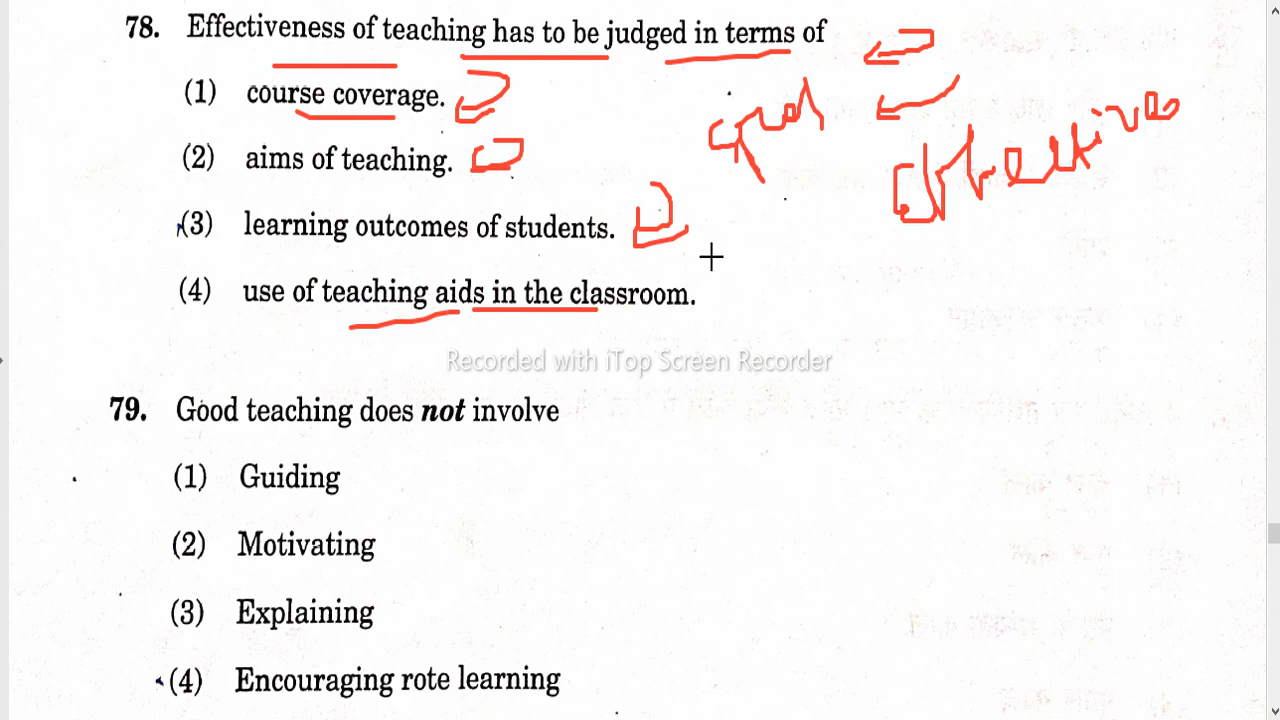 78. Effectiveness of teaching has to be judged in terms of
(1) course coverage.
(2) aims of teaching.
(3) learning outcomes of students.
(4) use of teaching aids in the classroom.
Recorded with iTop Screen Recorder
79. Good teaching does not involve
(1) Guiding
(2) Motivating
(3) Explaining
(4) Encouraging rote learning